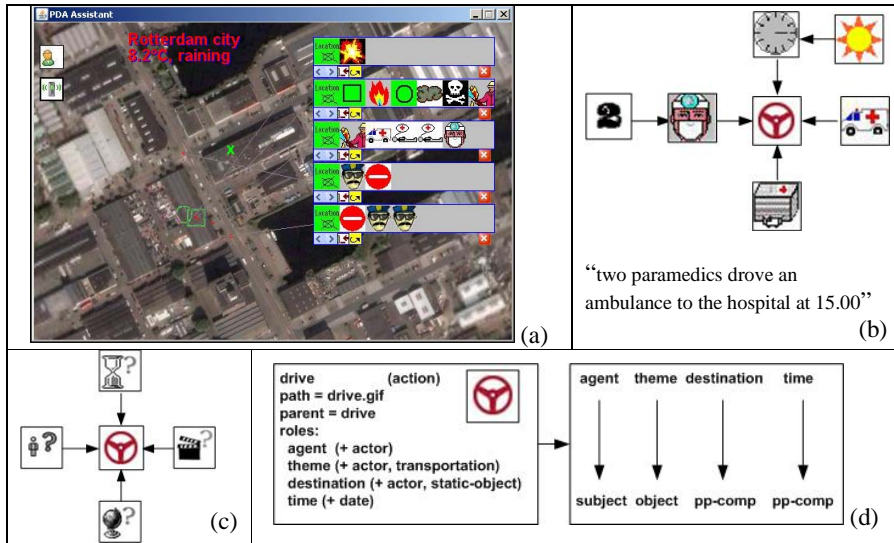 PDA Assistant
Rotterdam city
8.2°C, raining
Location
Location
Location
Location
Location
X
(a)
2
“two paramedics drove an
ambulance to the hospital at 15.00”
(b)
?
?
?
?
(c)
drive (action)
path = drive.gif
parent = drive
roles:
agent (+ actor)
theme (+ actor, transportation)
destination (+ actor, static-object)
time (+ date)
agent theme destination time
subject object pp-comp pp-comp
(d)